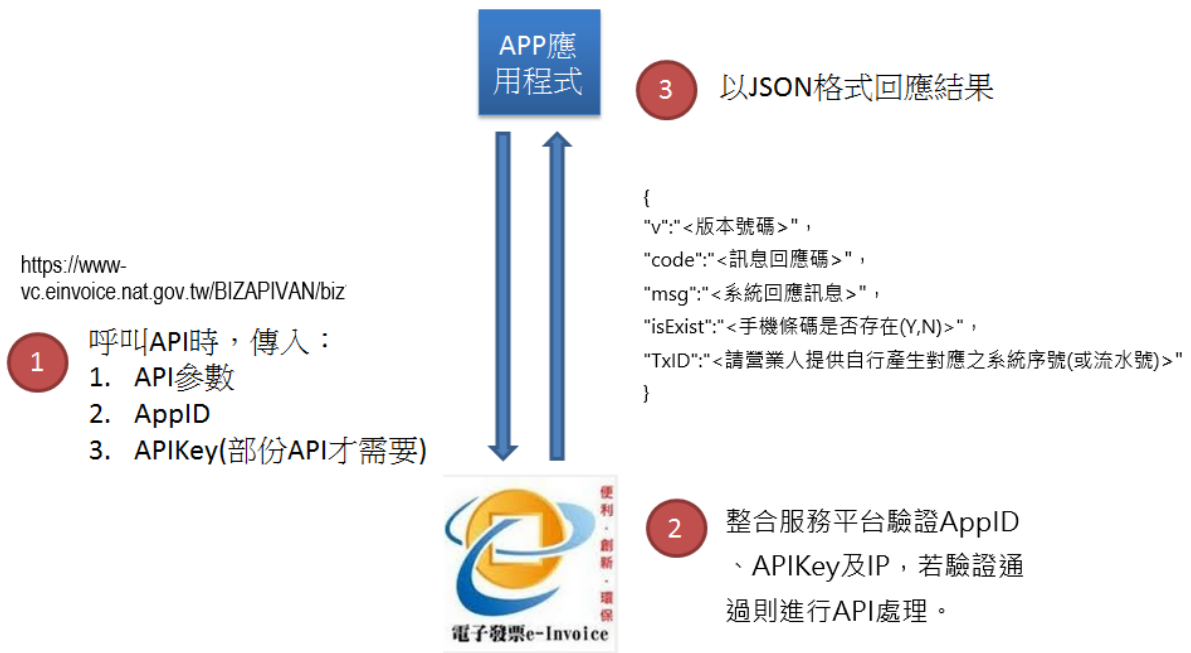 APP應
用程式
3
以JSON格式回應結果
{
"v":"<版本號碼>"，
"code":"<訊息回應碼>"，
"msg":"<系統回應訊息>"，
"isExist":"<手機條碼是否存在(Y,N)>"，
"TxID":"<請營業人提供自行產生對應之系統序號(或流水號)>"
}
https://www-
vc.einvoice.nat.gov.tw/BIZAPIVAN/biz
1
呼叫API時，傳入：
1. API參數
2. AppID
3. APIKey(部份API才需要)
便利·創新·環保
電子發票e-Invoice
2
整合服務平台驗證AppID
、APIKey及IP，若驗證通
過則進行API處理。